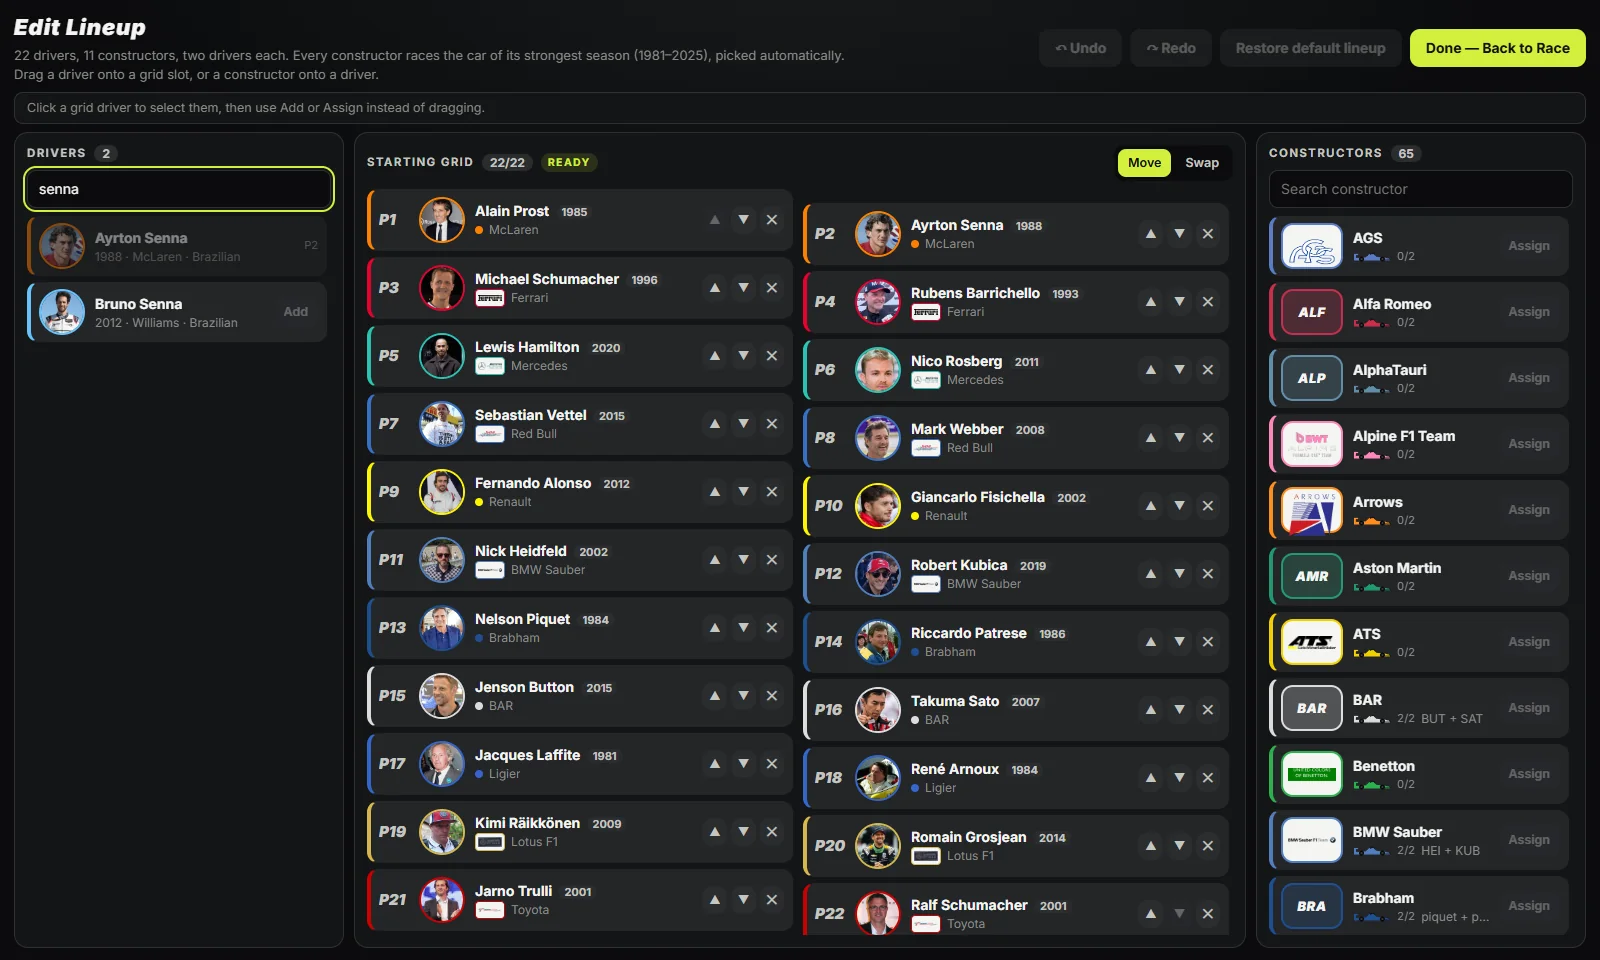 Edit Lineup
22 drivers, 11 constructors, two drivers each. Every constructor races the car of its strongest season (1981–2025), picked automatically.
Drag a driver onto a grid slot, or a constructor onto a driver.
↶ Undo
↷ Redo
Restore default lineup
Done — Back to Race
Click a grid driver to select them, then use Add or Assign instead of dragging.
DRIVERS 2
senna
Ayrton Senna
1988 · McLaren · Brazilian
P2
Bruno Senna
2012 · Williams · Brazilian
Add
STARTING GRID 22/22 READY
Move Swap
P1 Alain Prost 1985
McLaren
P2 Ayrton Senna 1988
McLaren
P3 Michael Schumacher 1996
Ferrari
P4 Rubens Barrichello 1993
Ferrari
P5 Lewis Hamilton 2020
Mercedes
P6 Nico Rosberg 2011
Mercedes
P7 Sebastian Vettel 2015
Red Bull
P8 Mark Webber 2008
Red Bull
P9 Fernando Alonso 2012
Renault
P10 Giancarlo Fisichella 2002
Renault
P11 Nick Heidfeld 2002
BMW Sauber
P12 Robert Kubica 2019
BMW Sauber
P13 Nelson Piquet 1984
Brabham
P14 Riccardo Patrese 1986
Brabham
P15 Jenson Button 2015
BAR
P16 Takuma Sato 2007
BAR
P17 Jacques Laffite 1981
Ligier
P18 René Arnoux 1984
Ligier
P19 Kimi Räikkönen 2009
Lotus F1
P20 Romain Grosjean 2014
Lotus F1
P21 Jarno Trulli 2001
Toyota
P22 Ralf Schumacher 2001
Toyota
CONSTRUCTORS 65
Search constructor
AGS
0/2
Assign
ALF
Alfa Romeo
0/2
Assign
ALP
AlphaTauri
0/2
Assign
BWT
Alpine F1 Team
0/2
Assign
ARROWS
Arrows
0/2
Assign
AMR
Aston Martin
0/2
Assign
ATS
ATS
0/2
Assign
BAR
BAR
2/2 BUT + SAT
Assign
UNITED COLORS
OF BENETTON
Benetton
0/2
Assign
BMW Sauber F1 Team
BMW Sauber
2/2 HEI + KUB
Assign
BRA
Brabham
2/2 piquet + p...
Assign